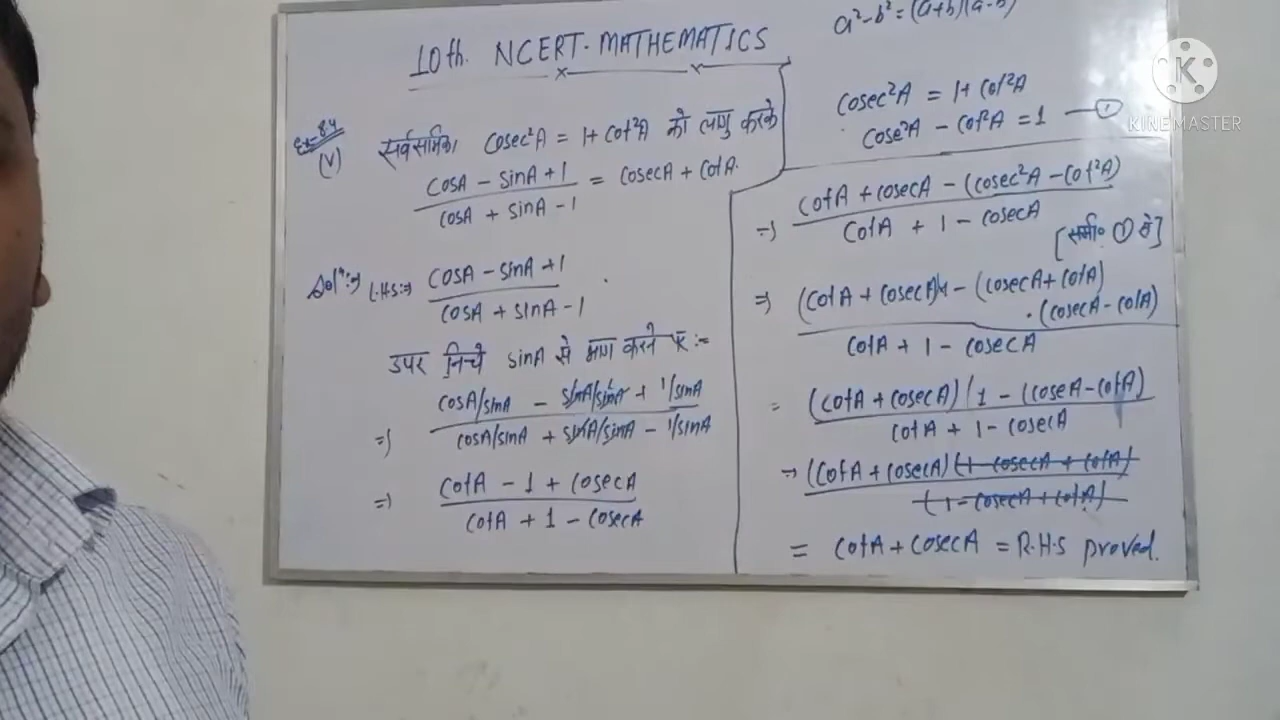 10th. NCERT. MATHEMATICS
Ex-8.4
(V) सर्वसमिका cosec²A = 1+ cot²A को लागु करके
cosA - sinA + 1 / cosA + sinA - 1 = cosecA + cotA.
Solⁿ:⇒ L.H.S:⇒ cosA - sinA + 1 / cosA + sinA - 1
उपर निचे sinA से भाग करने पर :-
⇒ cosA/sinA - sinA/sinA + 1/sinA / cosA/sinA + sinA/sinA - 1/sinA
⇒ cotA - 1 + cosecA / cotA + 1 - cosecA
a² - b² = (a+b)(a-b)
cosec²A = 1+ cot²A
cosec²A - cot²A = 1 — ①
⇒ cotA + cosecA - (cosec²A - cot²A) / cotA + 1 - cosecA
[समी० ① से]
⇒ (cotA + cosecA) - (cosecA + cotA) . (cosecA - cotA) / cotA + 1 - cosecA
= (cotA + cosecA) (1 - (cosecA - cotA) / cotA + 1 - cosecA
⇒ (cotA + cosecA) (1 - cosecA + cotA) / (1 - cosecA + cotA)
= cotA + cosecA = R.H.S proved.
K
KINEMASTER